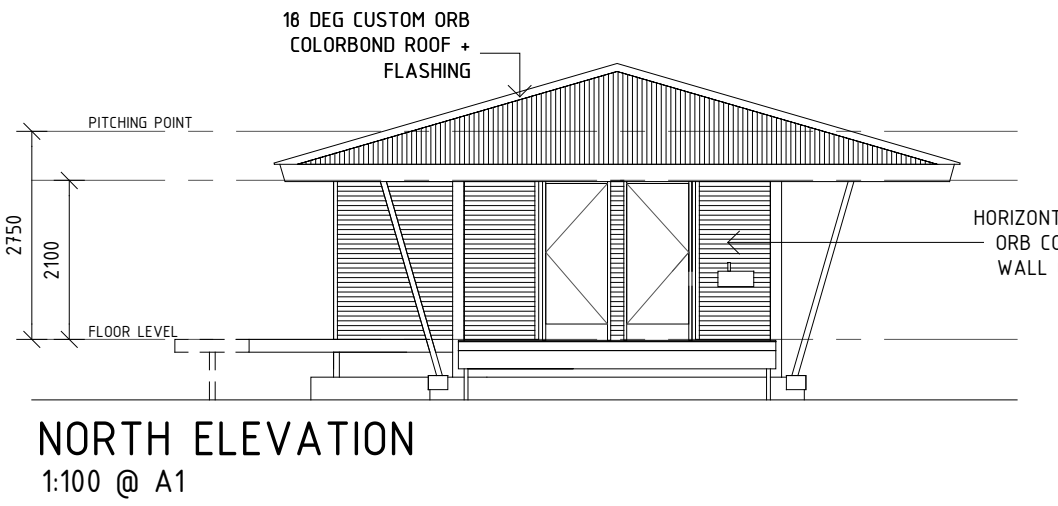 18 DEG CUSTOM ORB
COLORBOND ROOF +
FLASHING
PITCHING POINT
2750
2100
HORIZONT
ORB CO
WALL
FLOOR LEVEL
NORTH ELEVATION
1:100 @ A1